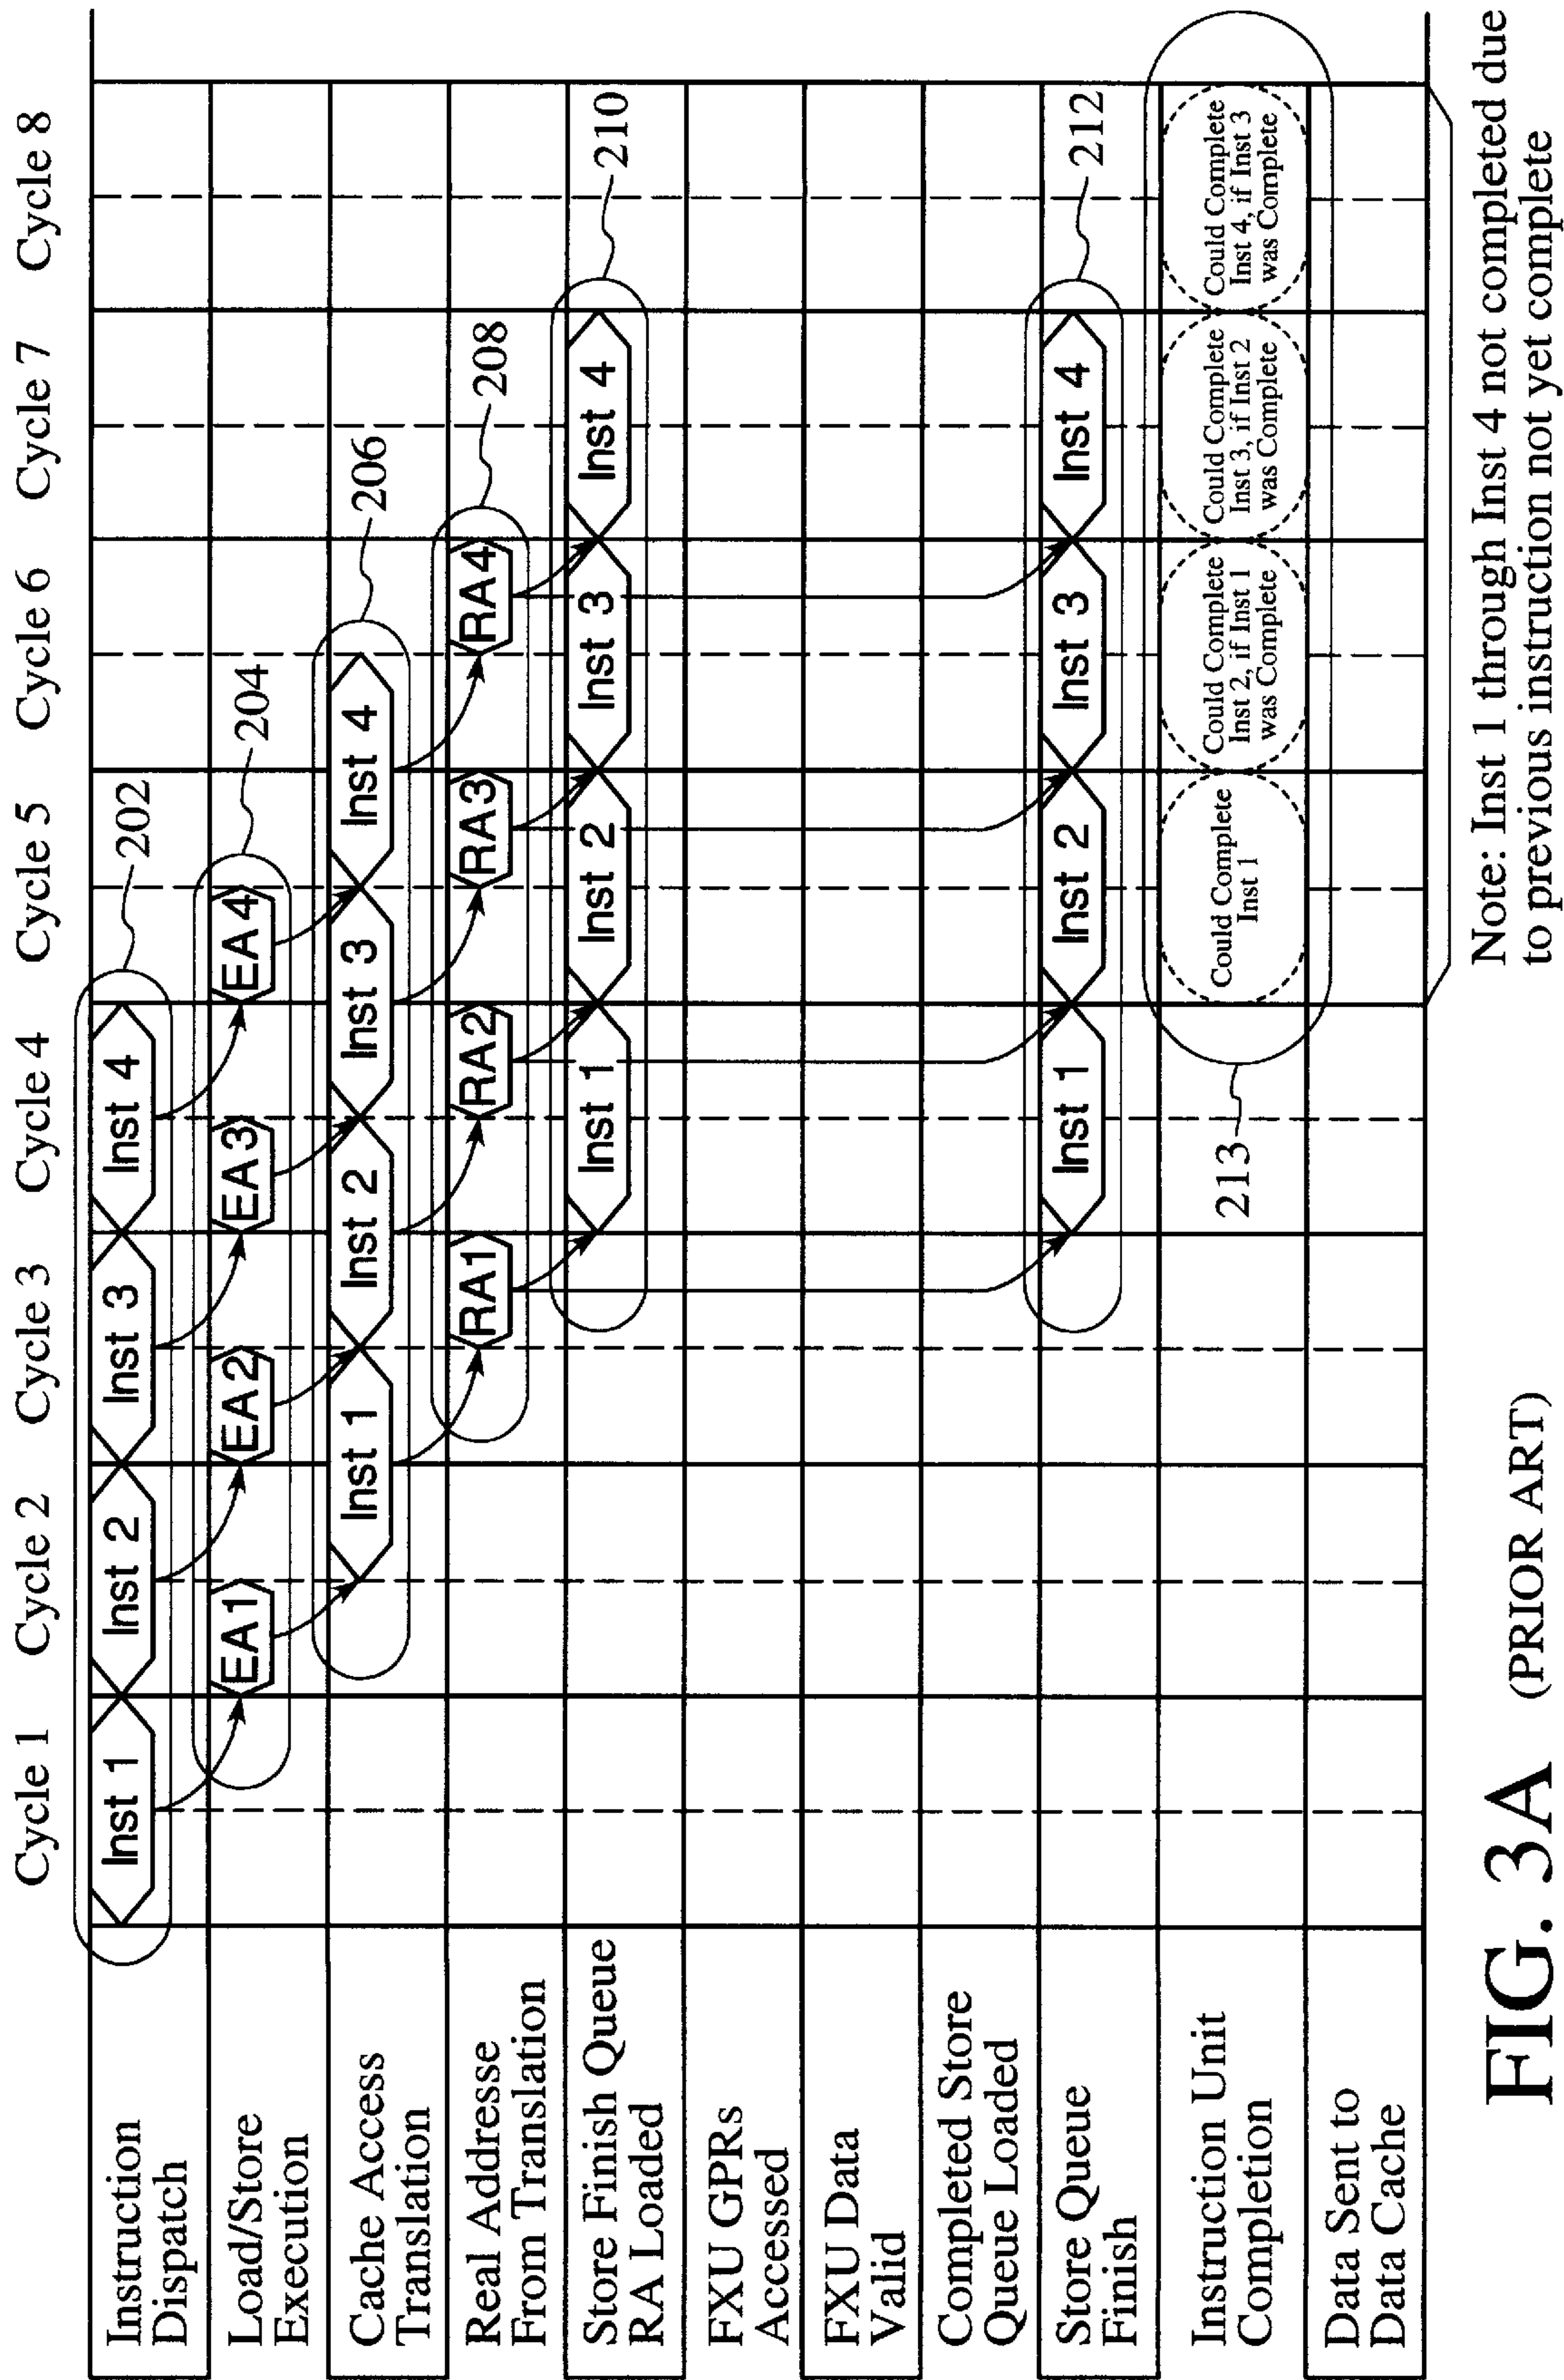 Cycle 1 Cycle 2 Cycle 3 Cycle 4 Cycle 5 Cycle 6 Cycle 7 Cycle 8
Instruction
Dispatch
Inst 1 Inst 2 Inst 3 Inst 4
202
Load/Store
Execution
EA1 EA2 EA3 EA4
204
Cache Access
Translation
Inst 1 Inst 2 Inst 3 Inst 4
206
Real Addresse
From Translation
RA1 RA2 RA3 RA4
208
Store Finish Queue
RA Loaded
Inst 1 Inst 2 Inst 3 Inst 4
210
FXU GPRs
Accessed
FXU Data
Valid
Completed Store
Queue Loaded
Store Queue
Finish
Inst 1 Inst 2 Inst 3 Inst 4
212
Instruction Unit
Completion
213
Could Complete
Inst 1
Could Complete
Inst 2, if Inst 1
was Complete
Could Complete
Inst 3, if Inst 2
was Complete
Could Complete
Inst 4, if Inst 3
was Complete
Data Sent to
Data Cache
Note: Inst 1 through Inst 4 not completed due
to previous instruction not yet complete
FIG. 3A (PRIOR ART)